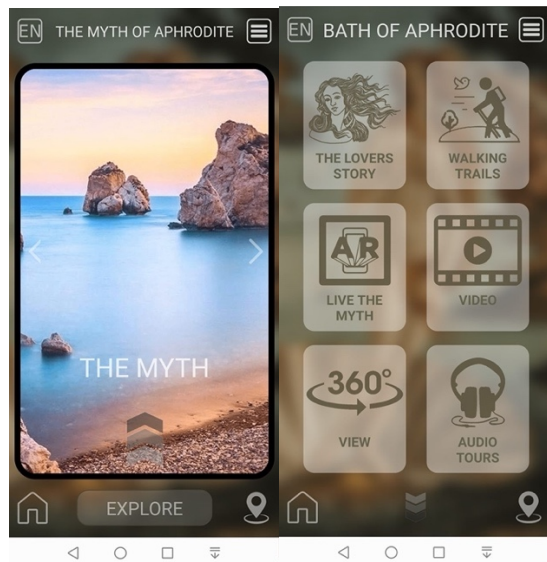 EN THE MYTH OF APHRODITE
THE MYTH
EXPLORE
EN BATH OF APHRODITE
THE LOVERS
STORY
WALKING
TRAILS
AR
LIVE THE
MYTH
VIDEO
360°
VIEW
AUDIO
TOURS